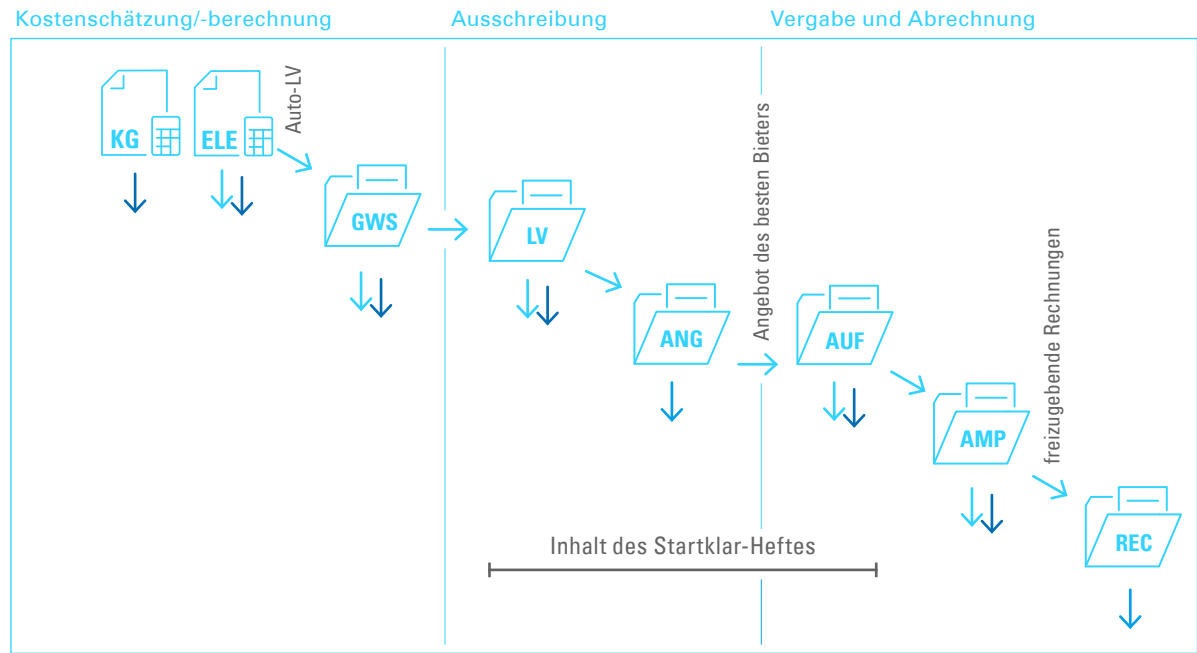 Kostenschätzung/-berechnung
Ausschreibung
Vergabe und Abrechnung
KG
ELE
Auto-LV
GWS
LV
ANG
Angebot des besten Bieters
AUF
AMP
freizugebende Rechnungen
REC
Inhalt des Startklar-Heftes